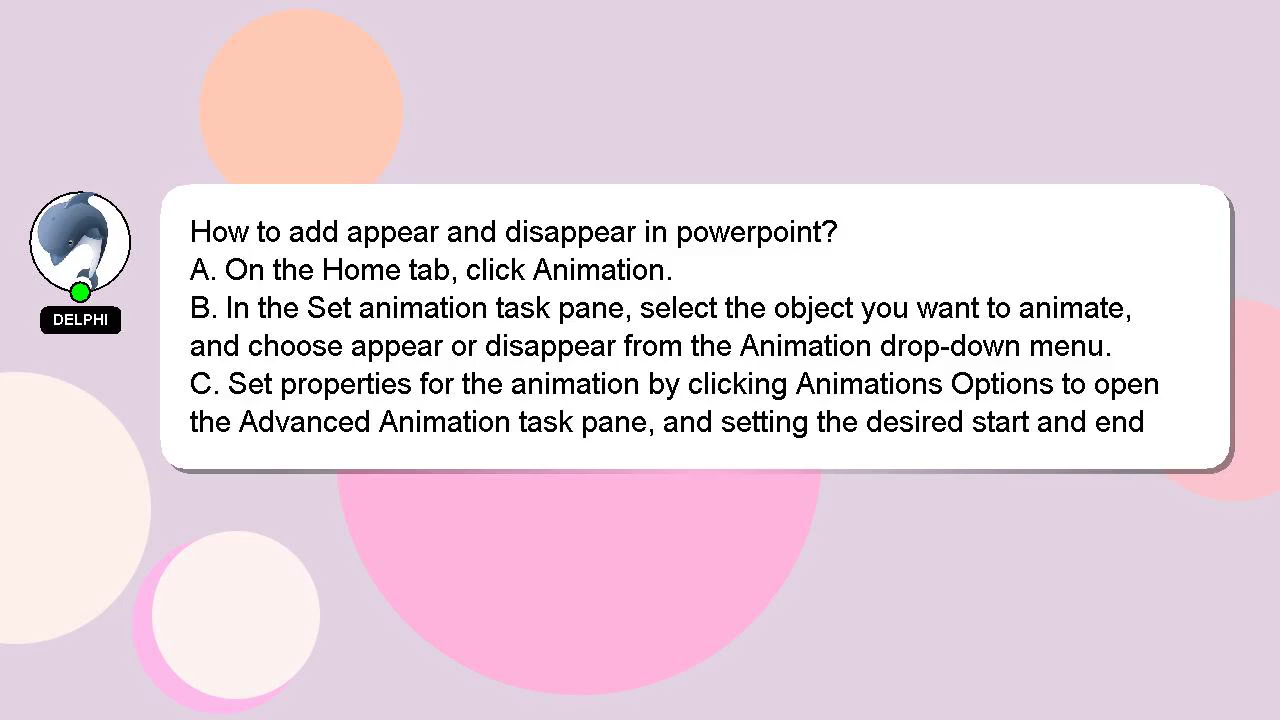 How to add appear and disappear in powerpoint?
A. On the Home tab, click Animation.
B. In the Set animation task pane, select the object you want to animate,
and choose appear or disappear from the Animation drop-down menu.
C. Set properties for the animation by clicking Animations Options to open
the Advanced Animation task pane, and setting the desired start and end
DELPHI